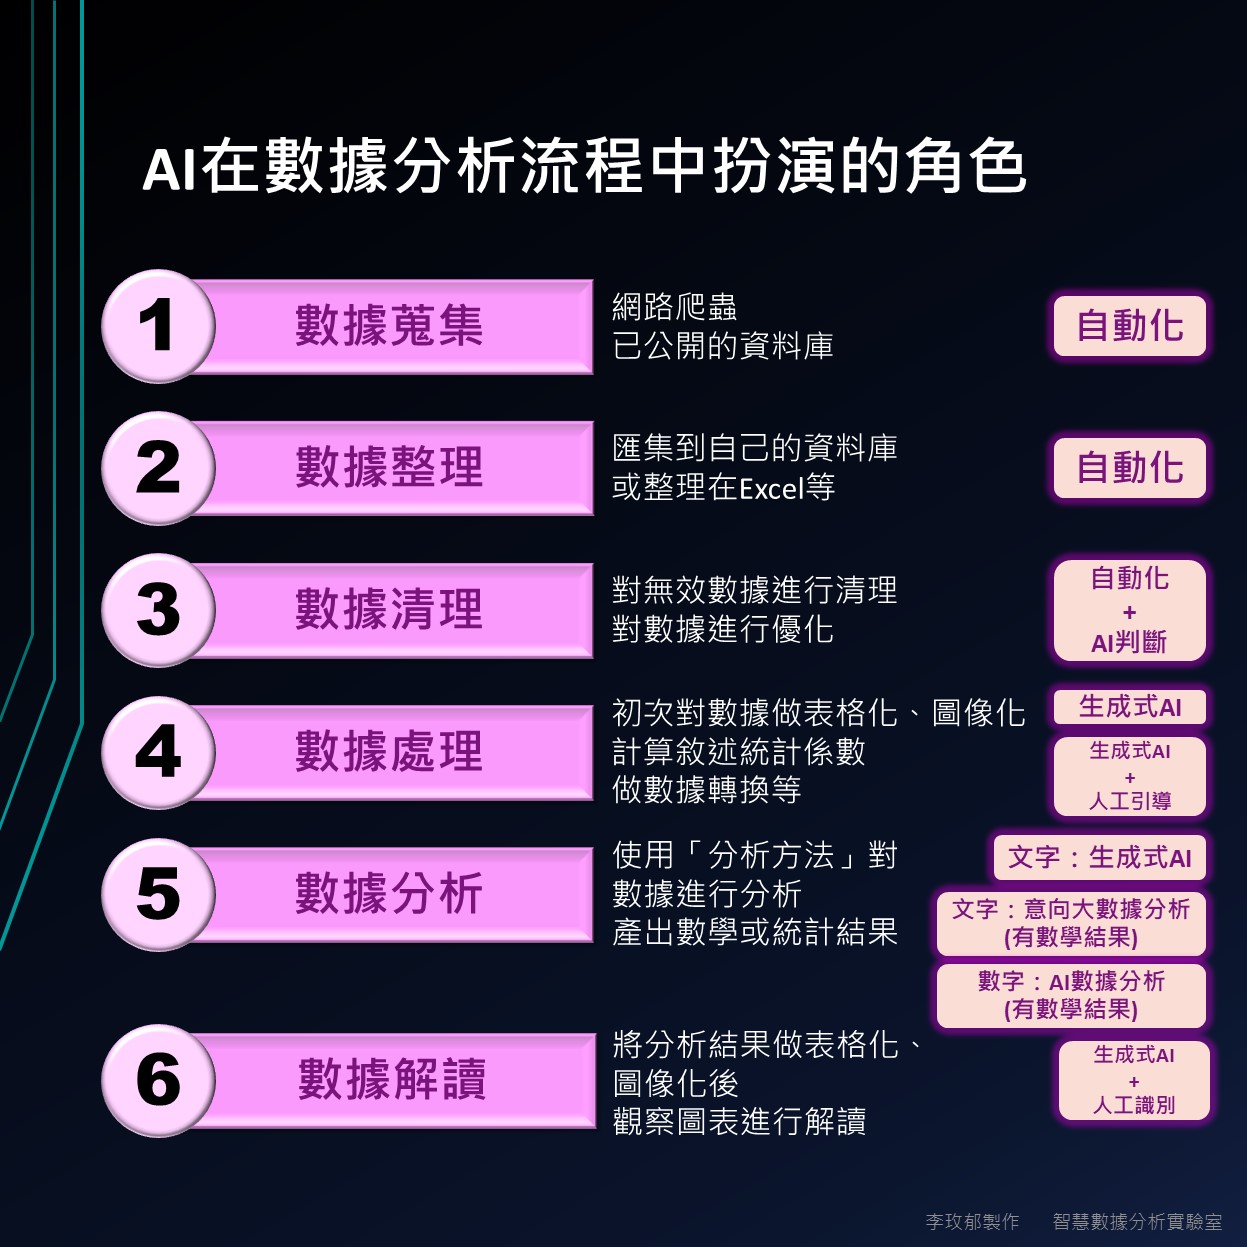 AI在數據分析流程中扮演的角色
1
數據蒐集
網路爬蟲
已公開的資料庫
自動化
2
數據整理
匯集到自己的資料庫
或整理在Excel等
自動化
3
數據清理
對無效數據進行清理
對數據進行優化
自動化
+
AI判斷
4
數據處理
初次對數據做表格化、圖像化
計算敘述統計係數
做數據轉換等
生成式AI
生成式AI
+
人工引導
5
數據分析
使用「分析方法」對
數據進行分析
產出數學或統計結果
文字：生成式AI
文字：意向大數據分析
(有數學結果)
數字：AI數據分析
(有數學結果)
6
數據解讀
將分析結果做表格化、
圖像化後
觀察圖表進行解讀
生成式AI
+
人工識別
李玫郁製作 智慧數據分析實驗室